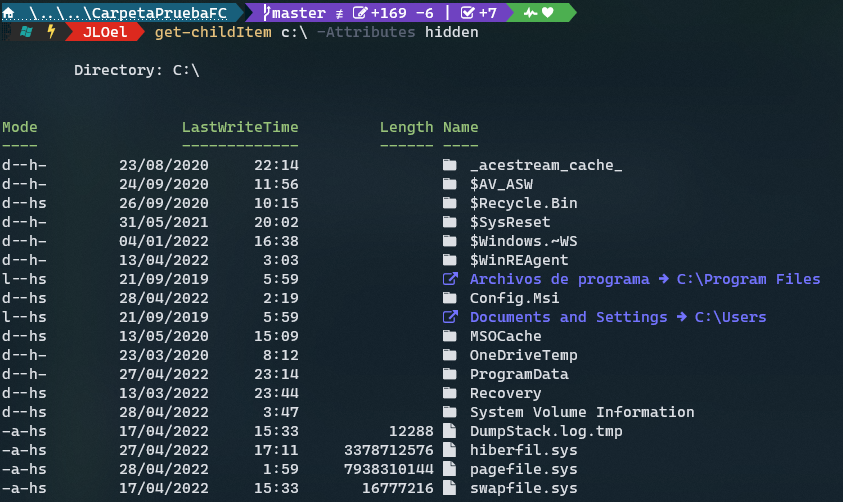 \..\..\CarpetaPruebaFC master ≢ +169 -6 | +7
JLOel get-childItem c:\ -Attributes hidden
Directory: C:\
Mode LastWriteTime Length Name
---- ------------- ------ ----
d--h- 23/08/2020 22:14 _acestream_cache_
d--h- 24/09/2020 11:56 $AV_ASW
d--hs 26/09/2020 10:15 $Recycle.Bin
d--h- 31/05/2021 20:02 $SysReset
d--h- 04/01/2022 16:38 $Windows.~WS
d--h- 13/04/2022 3:03 $WinREAgent
l--hs 21/09/2019 5:59 Archivos de programa → C:\Program Files
d--hs 28/04/2022 2:19 Config.Msi
l--hs 21/09/2019 5:59 Documents and Settings → C:\Users
d--h- 13/05/2020 15:09 MSOCache
d--h- 23/03/2020 8:12 OneDriveTemp
d--h- 27/04/2022 23:14 ProgramData
d--hs 13/03/2022 23:44 Recovery
d--hs 28/04/2022 3:47 System Volume Information
-a-hs 17/04/2022 15:33 12288 DumpStack.log.tmp
-a-hs 27/04/2022 17:11 3378712576 hiberfil.sys
-a-hs 28/04/2022 1:59 7938310144 pagefile.sys
-a-hs 17/04/2022 15:33 16777216 swapfile.sys